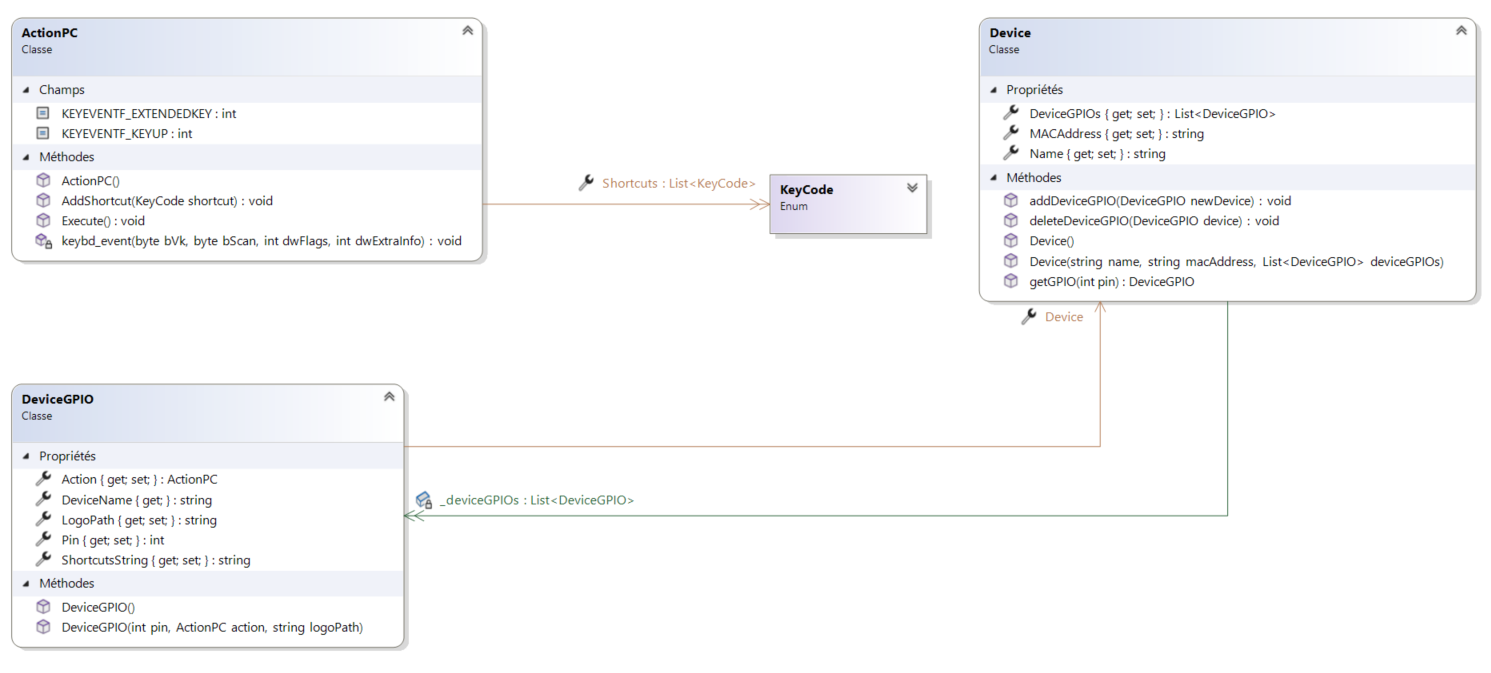 ActionPC
Classe
Champs
KEYEVENTF_EXTENDEDKEY : int
KEYEVENTF_KEYUP : int
Méthodes
ActionPC()
AddShortcut(KeyCode shortcut) : void
Execute() : void
keybd_event(byte bVk, byte bScan, int dwFlags, int dwExtraInfo) : void
Shortcuts : List<KeyCode>
KeyCode
Enum
Device
Classe
Propriétés
DeviceGPIOs { get; set; } : List<DeviceGPIO>
MACAddress { get; set; } : string
Name { get; set; } : string
Méthodes
addDeviceGPIO(DeviceGPIO newDevice) : void
deleteDeviceGPIO(DeviceGPIO device) : void
Device()
Device(string name, string macAddress, List<DeviceGPIO> deviceGPIOs)
getGPIO(int pin) : DeviceGPIO
Device
DeviceGPIO
Classe
Propriétés
Action { get; set; } : ActionPC
DeviceName { get; } : string
LogoPath { get; set; } : string
Pin { get; set; } : int
ShortcutsString { get; set; } : string
Méthodes
DeviceGPIO()
DeviceGPIO(int pin, ActionPC action, string logoPath)
_deviceGPIOs : List<DeviceGPIO>